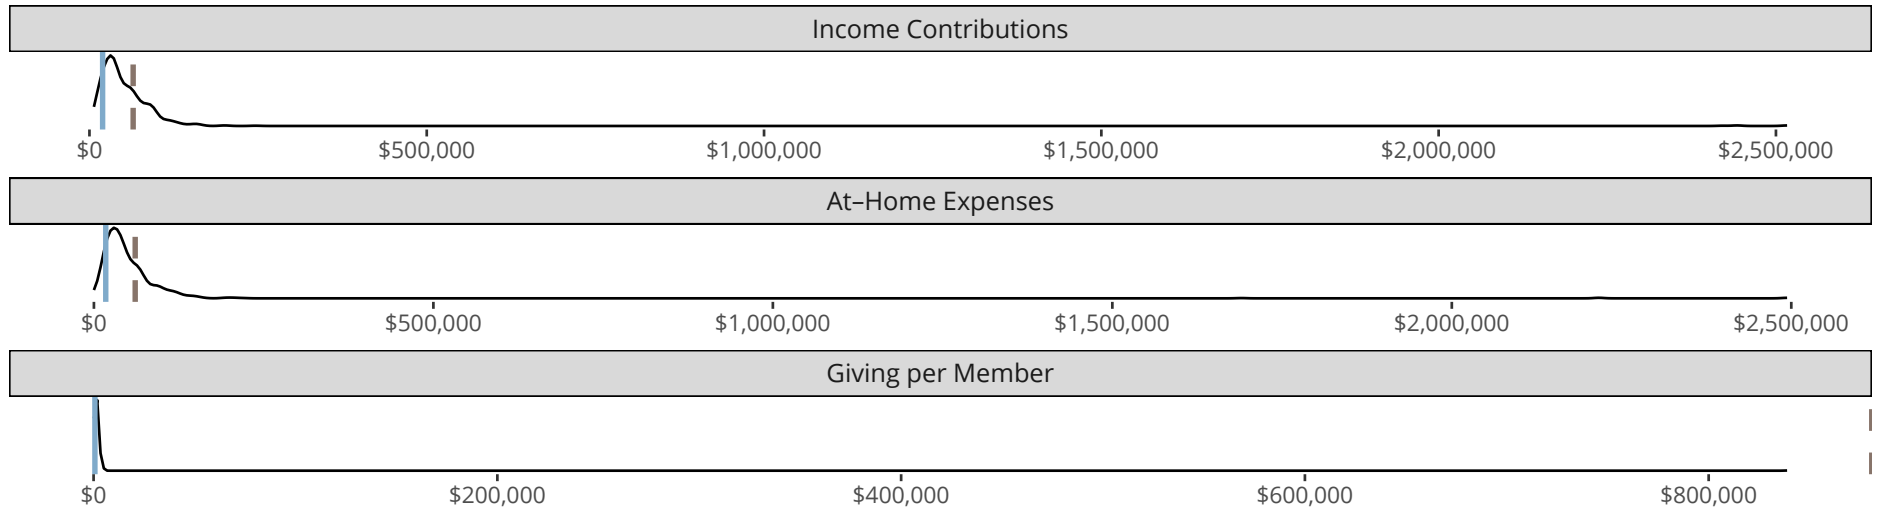 Income Contributions
$0 $500,000 $1,000,000 $1,500,000 $2,000,000 $2,500,000
At–Home Expenses
$0 $500,000 $1,000,000 $1,500,000 $2,000,000 $2,500,000
Giving per Member
$0 $200,000 $400,000 $600,000 $800,000